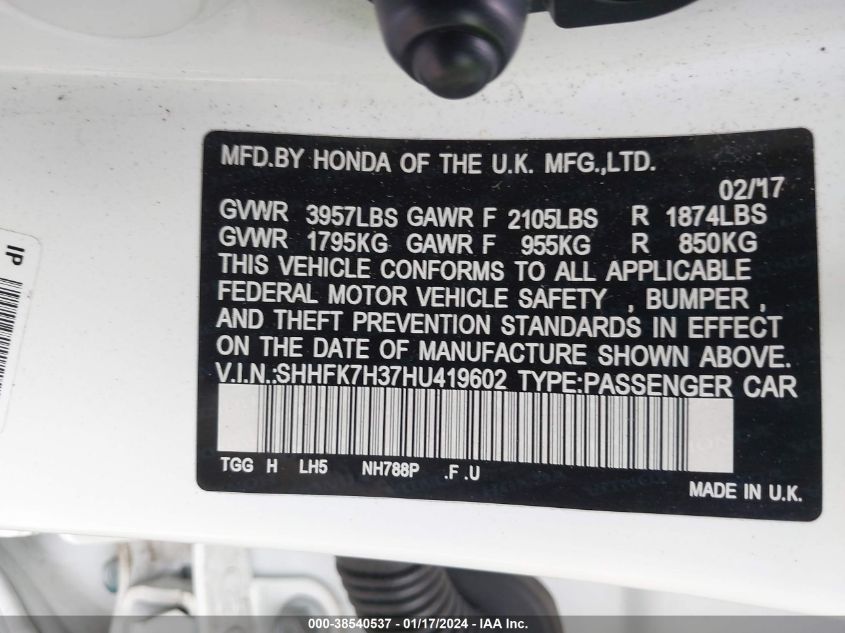 MFD.BY HONDA OF THE U.K. MFG.,LTD.
02/'17
GVWR 3957LBS GAWR F 2105LBS R 1874LBS
GVWR 1795KG GAWR F 955KG R 850KG
THIS VEHICLE CONFORMS TO ALL APPLICABLE
FEDERAL MOTOR VEHICLE SAFETY , BUMPER ,
AND THEFT PREVENTION STANDARDS IN EFFECT
ON THE DATE OF MANUFACTURE SHOWN ABOVE.
V.I.N.:SHHFK7H37HU419602 TYPE:PASSENGER CAR
TGG H LH5 NH788P .F .U
MADE IN U.K.
IP
000-38540537 - 01/17/2024 - IAA Inc.